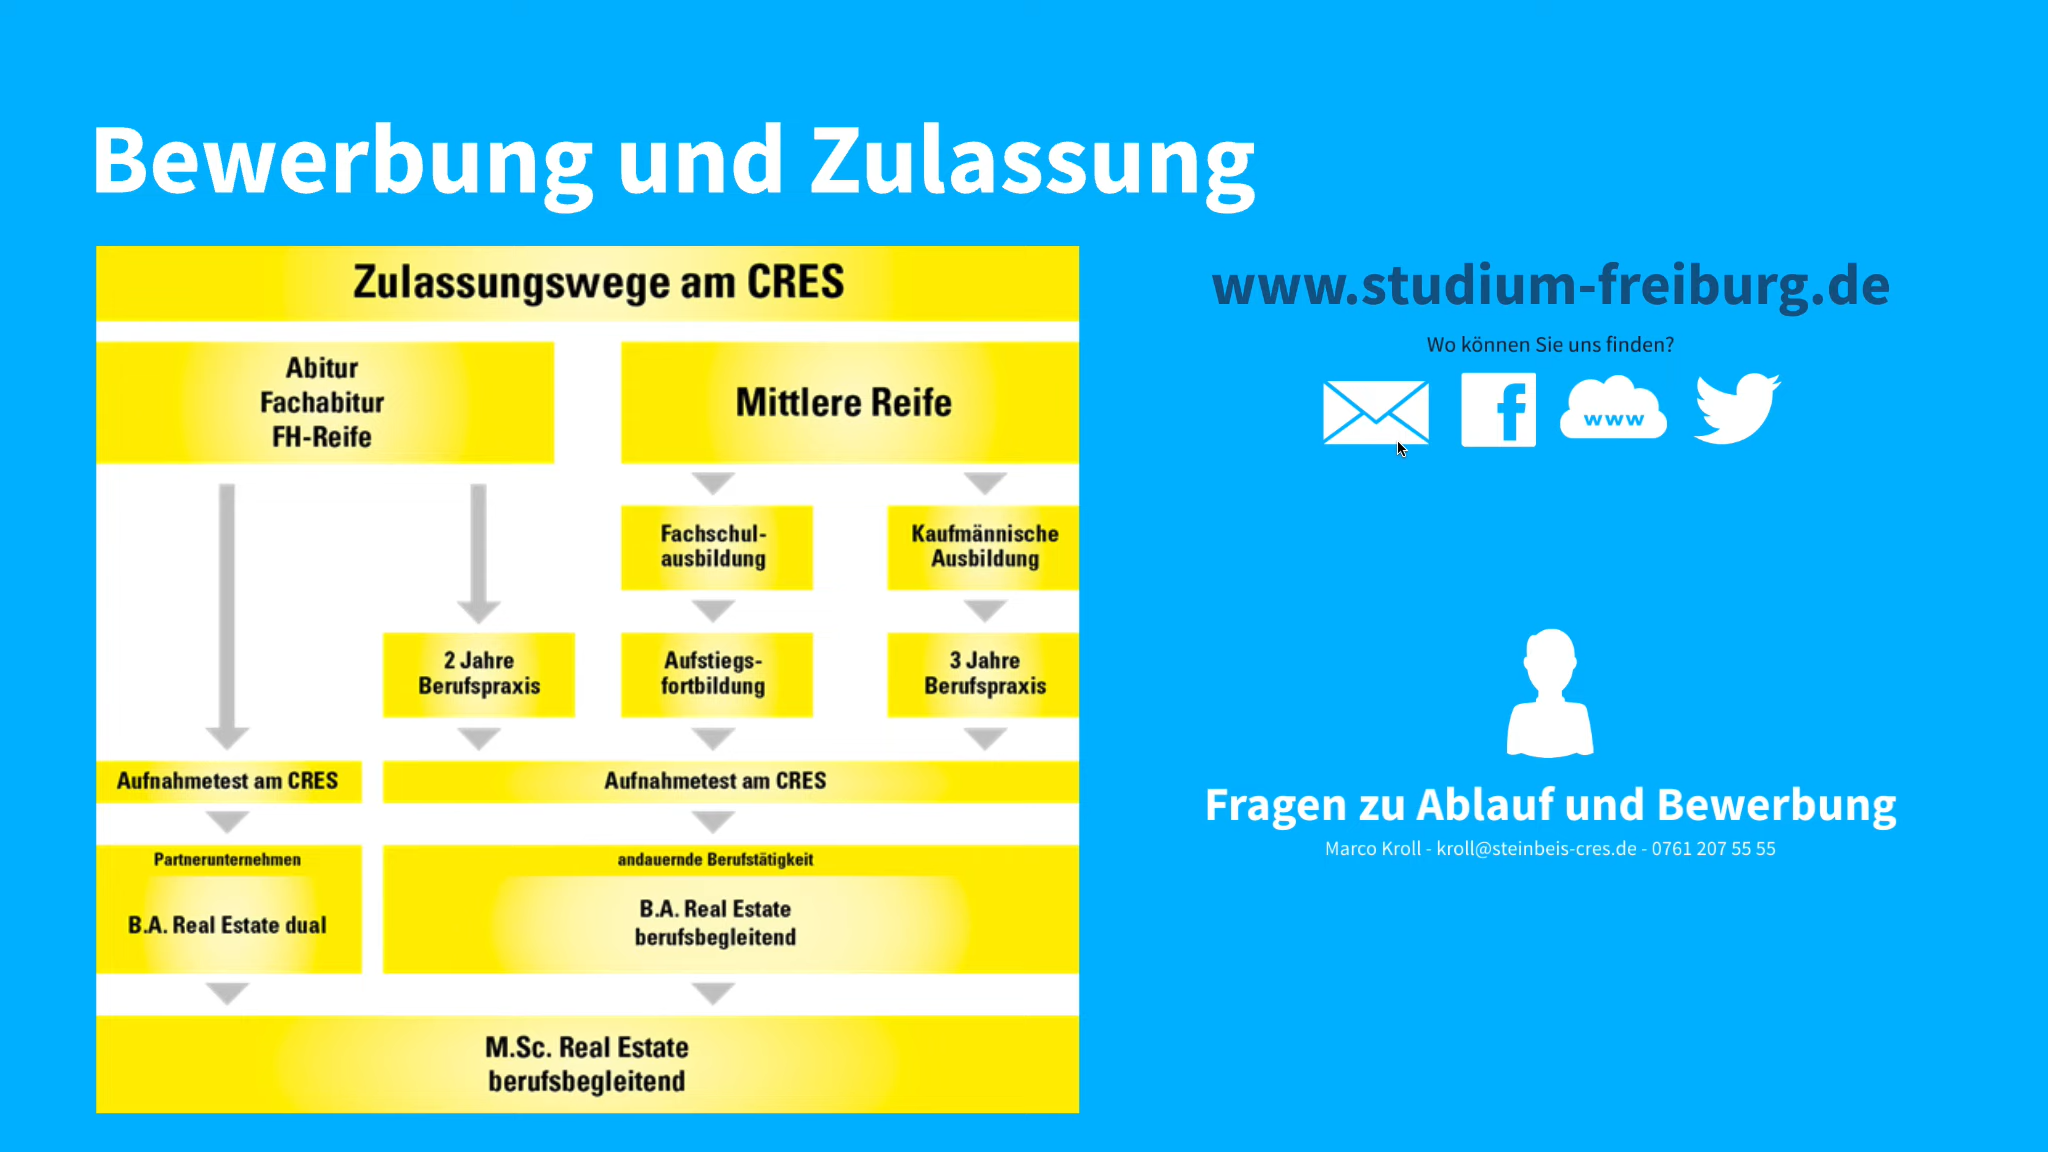 Bewerbung und Zulassung
Zulassungswege am CRES
Abitur
Fachabitur
FH-Reife
Mittlere Reife
Fachschul-
ausbildung
Kaufmännische
Ausbildung
2 Jahre
Berufspraxis
Aufstiegs-
fortbildung
3 Jahre
Berufspraxis
Aufnahmetest am CRES
Aufnahmetest am CRES
Partnerunternehmen
B.A. Real Estate dual
andauernde Berufstätigkeit
B.A. Real Estate
berufsbegleitend
M.Sc. Real Estate
berufsbegleitend
www.studium-freiburg.de
Wo können Sie uns finden?
f
www
Fragen zu Ablauf und Bewerbung
Marco Kroll - kroll@steinbeis-cres.de - 0761 207 55 55